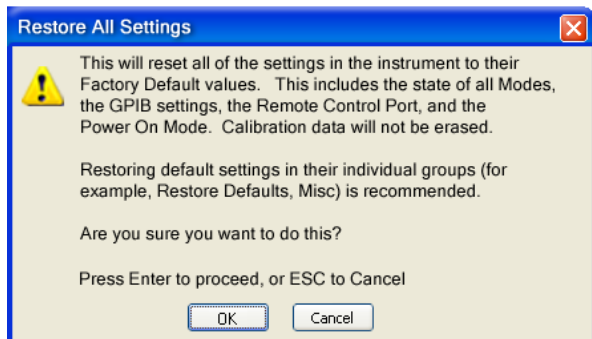 Restore All Settings
This will reset all of the settings in the instrument to their
Factory Default values. This includes the state of all Modes,
the GPIB settings, the Remote Control Port, and the
Power On Mode. Calibration data will not be erased.
Restoring default settings in their individual groups (for
example, Restore Defaults, Misc) is recommended.
Are you sure you want to do this?
Press Enter to proceed, or ESC to Cancel
OK Cancel